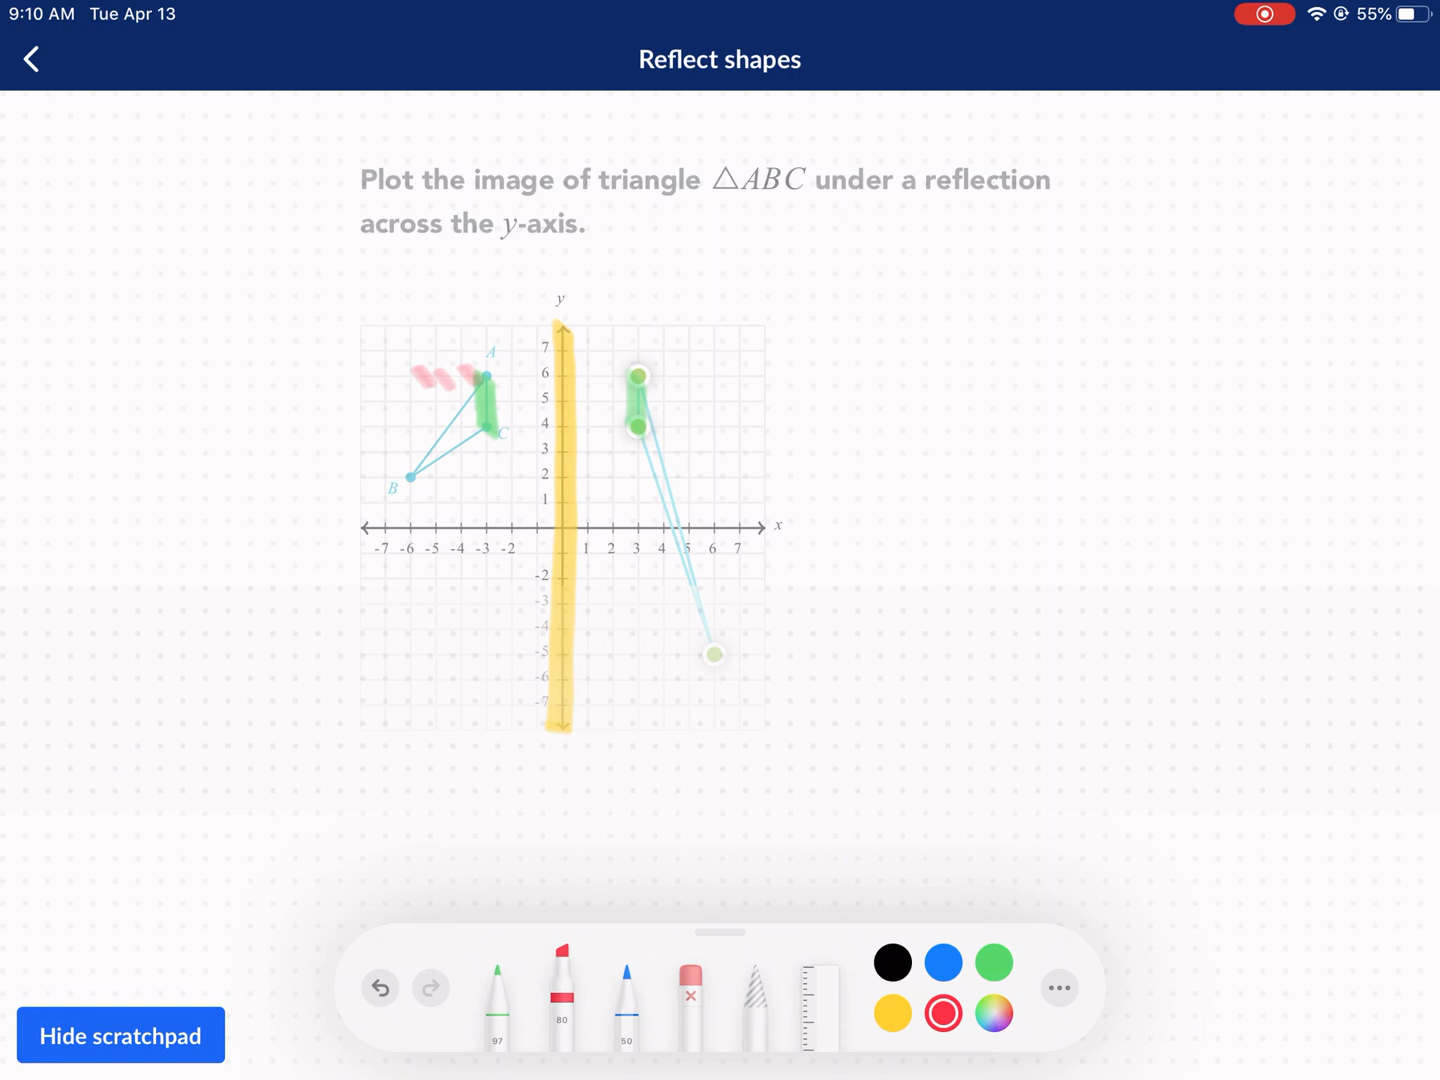 9:10 AM Tue Apr 13
55%
Reflect shapes
Plot the image of triangle △ABC under a reflection
across the y-axis.
y
7
A
6
5
4
C
3
2
B
1
x
-7 -6 -5 -4 -3 -2 1 2 3 4 5 6 7
-2
-3
-4
-5
-6
-7
97
80
50
Hide scratchpad